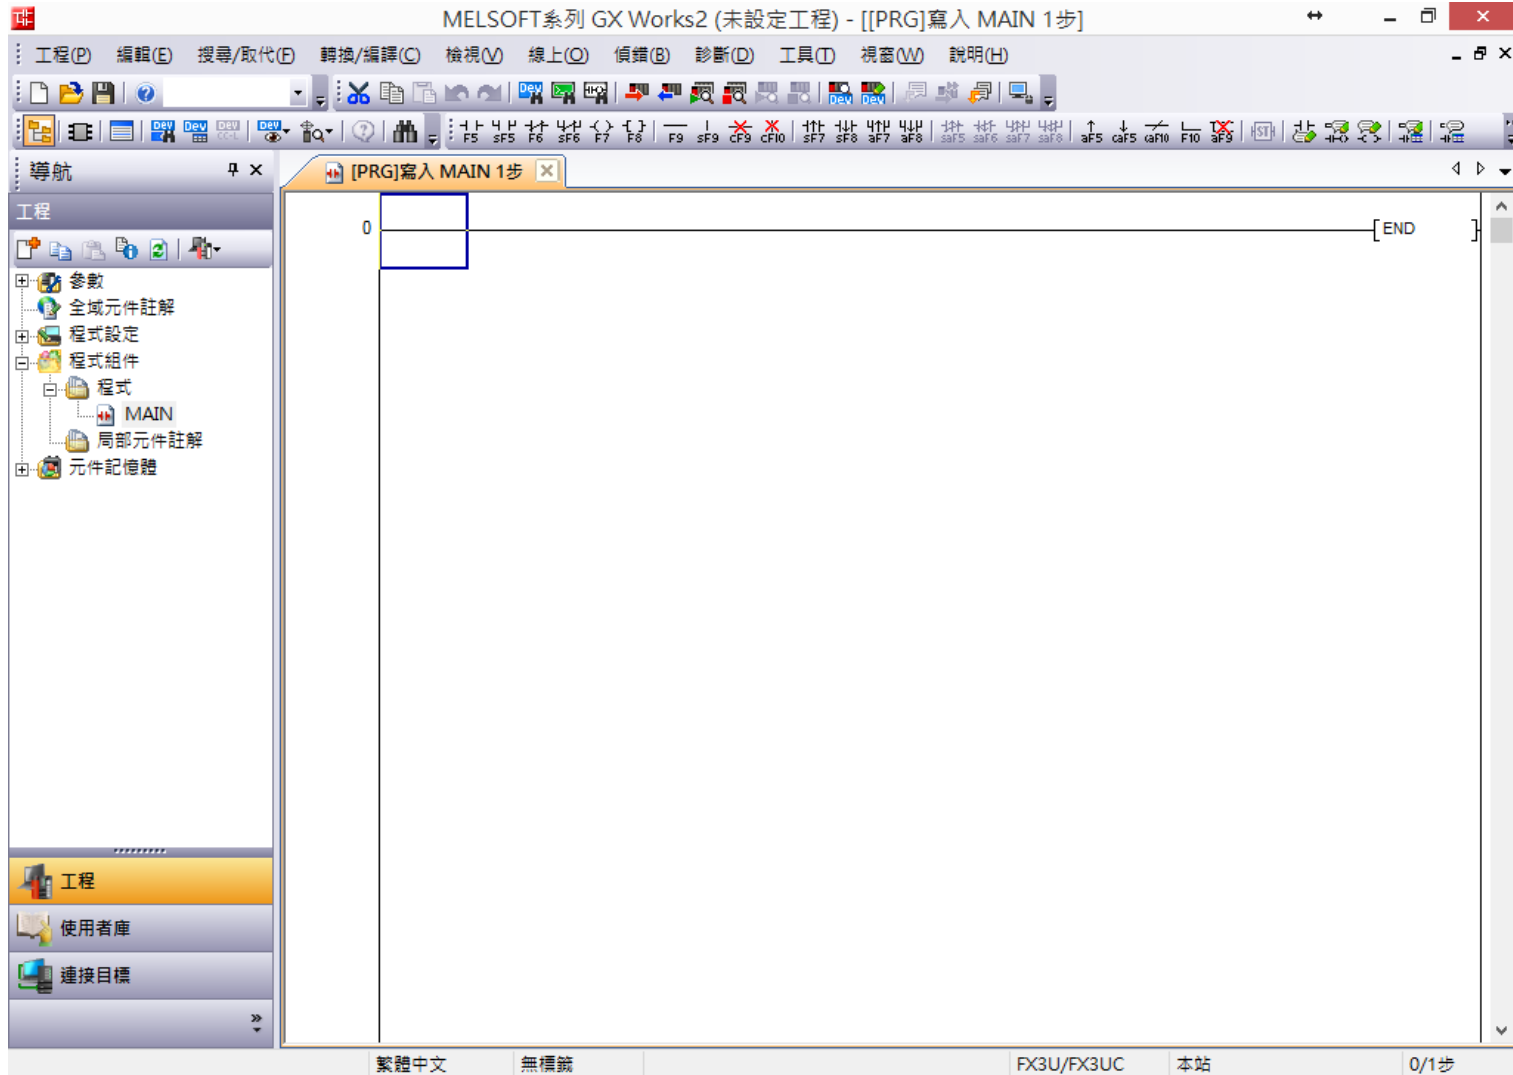 MELSOFT系列 GX Works2 (未設定工程) - [[PRG]寫入 MAIN 1步]
工程(P) 編輯(E) 搜尋/取代(F) 轉換/編譯(C) 檢視(V) 線上(O) 偵錯(B) 診斷(D) 工具(T) 視窗(W) 說明(H)
F5 sF5 F6 sF6 F7 F8 F9 sF9 cF9 cF10 sF7 sF8 aF7 aF8 saF5 saF6 saF7 saF8 aF5 caF5 caF10 F10 aF9
導航
[PRG]寫入 MAIN 1步
工程
0
END
參數
全域元件註解
程式設定
程式組件
程式
MAIN
局部元件註解
元件記憶體
工程
使用者庫
連接目標
繁體中文 無標籤 FX3U/FX3UC 本站 0/1步